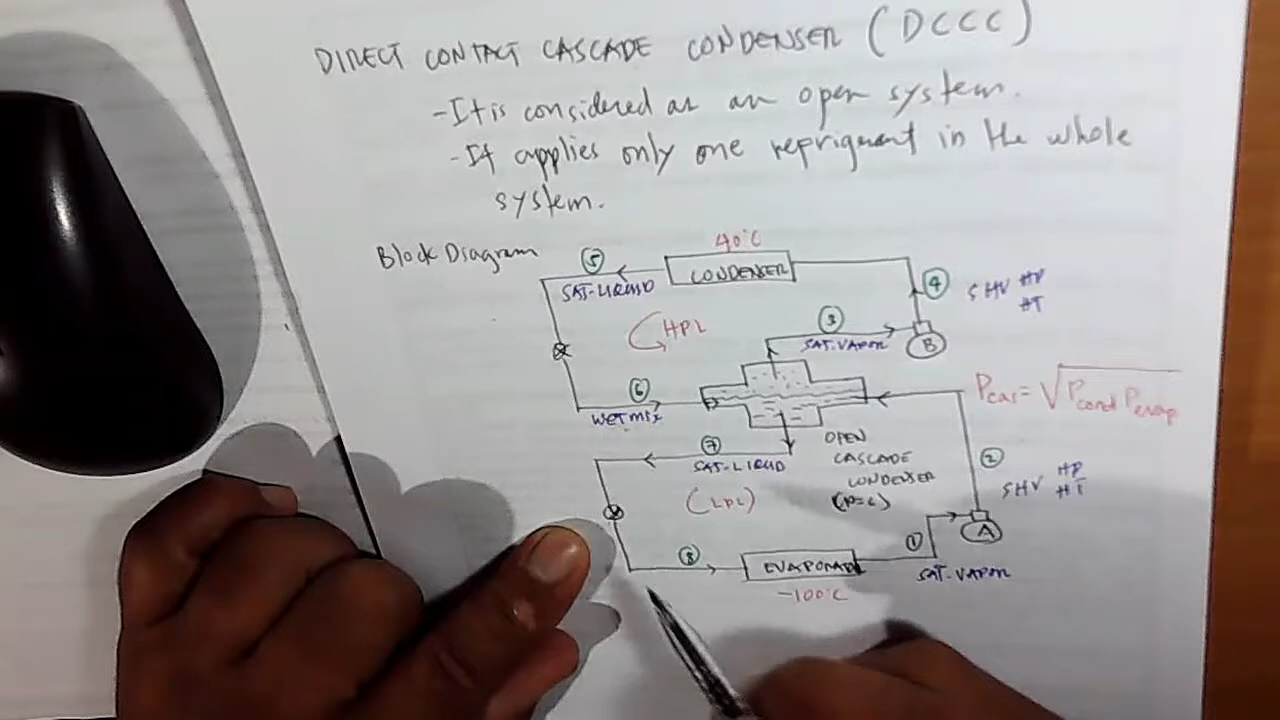 DIRECT CONTACT CASCADE CONDENSER (DCCC)
- It is considered as an open system.
- It applies only one reprigerant in the whole
system.
Block Diagram
40°C
CONDENSER
5
SAT-LIQUID
4
SHV HP
HT
HPL
3
SAT-VAPOR
B
6
WET MIX
Pcas = √Pcond Pevap
7
SAT-LIQUID
OPEN
CASCADE
CONDENSER
(P=C)
2
SHV HP
HT
(LPL)
A
1
SAT-VAPOR
8
-100°C